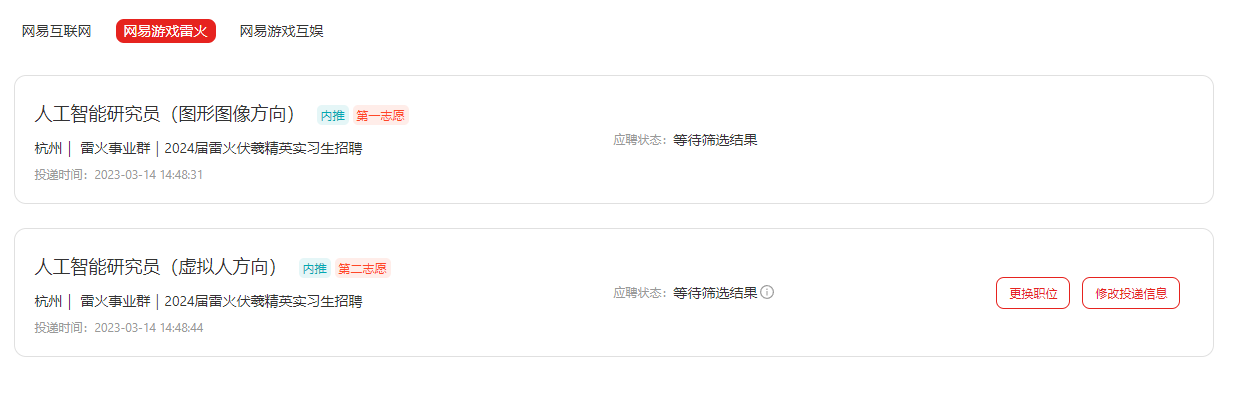 网易互联网 网易游戏雷火 网易游戏互娱
人工智能研究员（图形图像方向） 内推 第一志愿
应聘状态：等待筛选结果
杭州 | 雷火事业群 | 2024届雷火伏羲精英实习生招聘
投递时间：2023-03-14 14:48:31
人工智能研究员（虚拟人方向） 内推 第二志愿
应聘状态：等待筛选结果 更换职位 修改投递信息
杭州 | 雷火事业群 | 2024届雷火伏羲精英实习生招聘
投递时间：2023-03-14 14:48:44